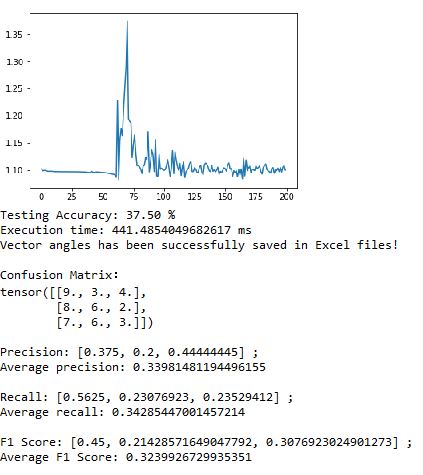 1.35
1.30
1.25
1.20
1.15
1.10
0 25 50 75 100 125 150 175 200
Testing Accuracy: 37.50 %
Execution time: 441.4854049682617 ms
Vector angles has been successfully saved in Excel files!
Confusion Matrix:
tensor([[9., 3., 4.],
[8., 6., 2.],
[7., 6., 3.]])
Precision: [0.375, 0.2, 0.44444445] ;
Average precision: 0.33981481194496155
Recall: [0.5625, 0.23076923, 0.23529412] ;
Average recall: 0.34285447001457214
F1 Score: [0.45, 0.21428571649047792, 0.3076923024901273] ;
Average F1 Score: 0.3239926729935351